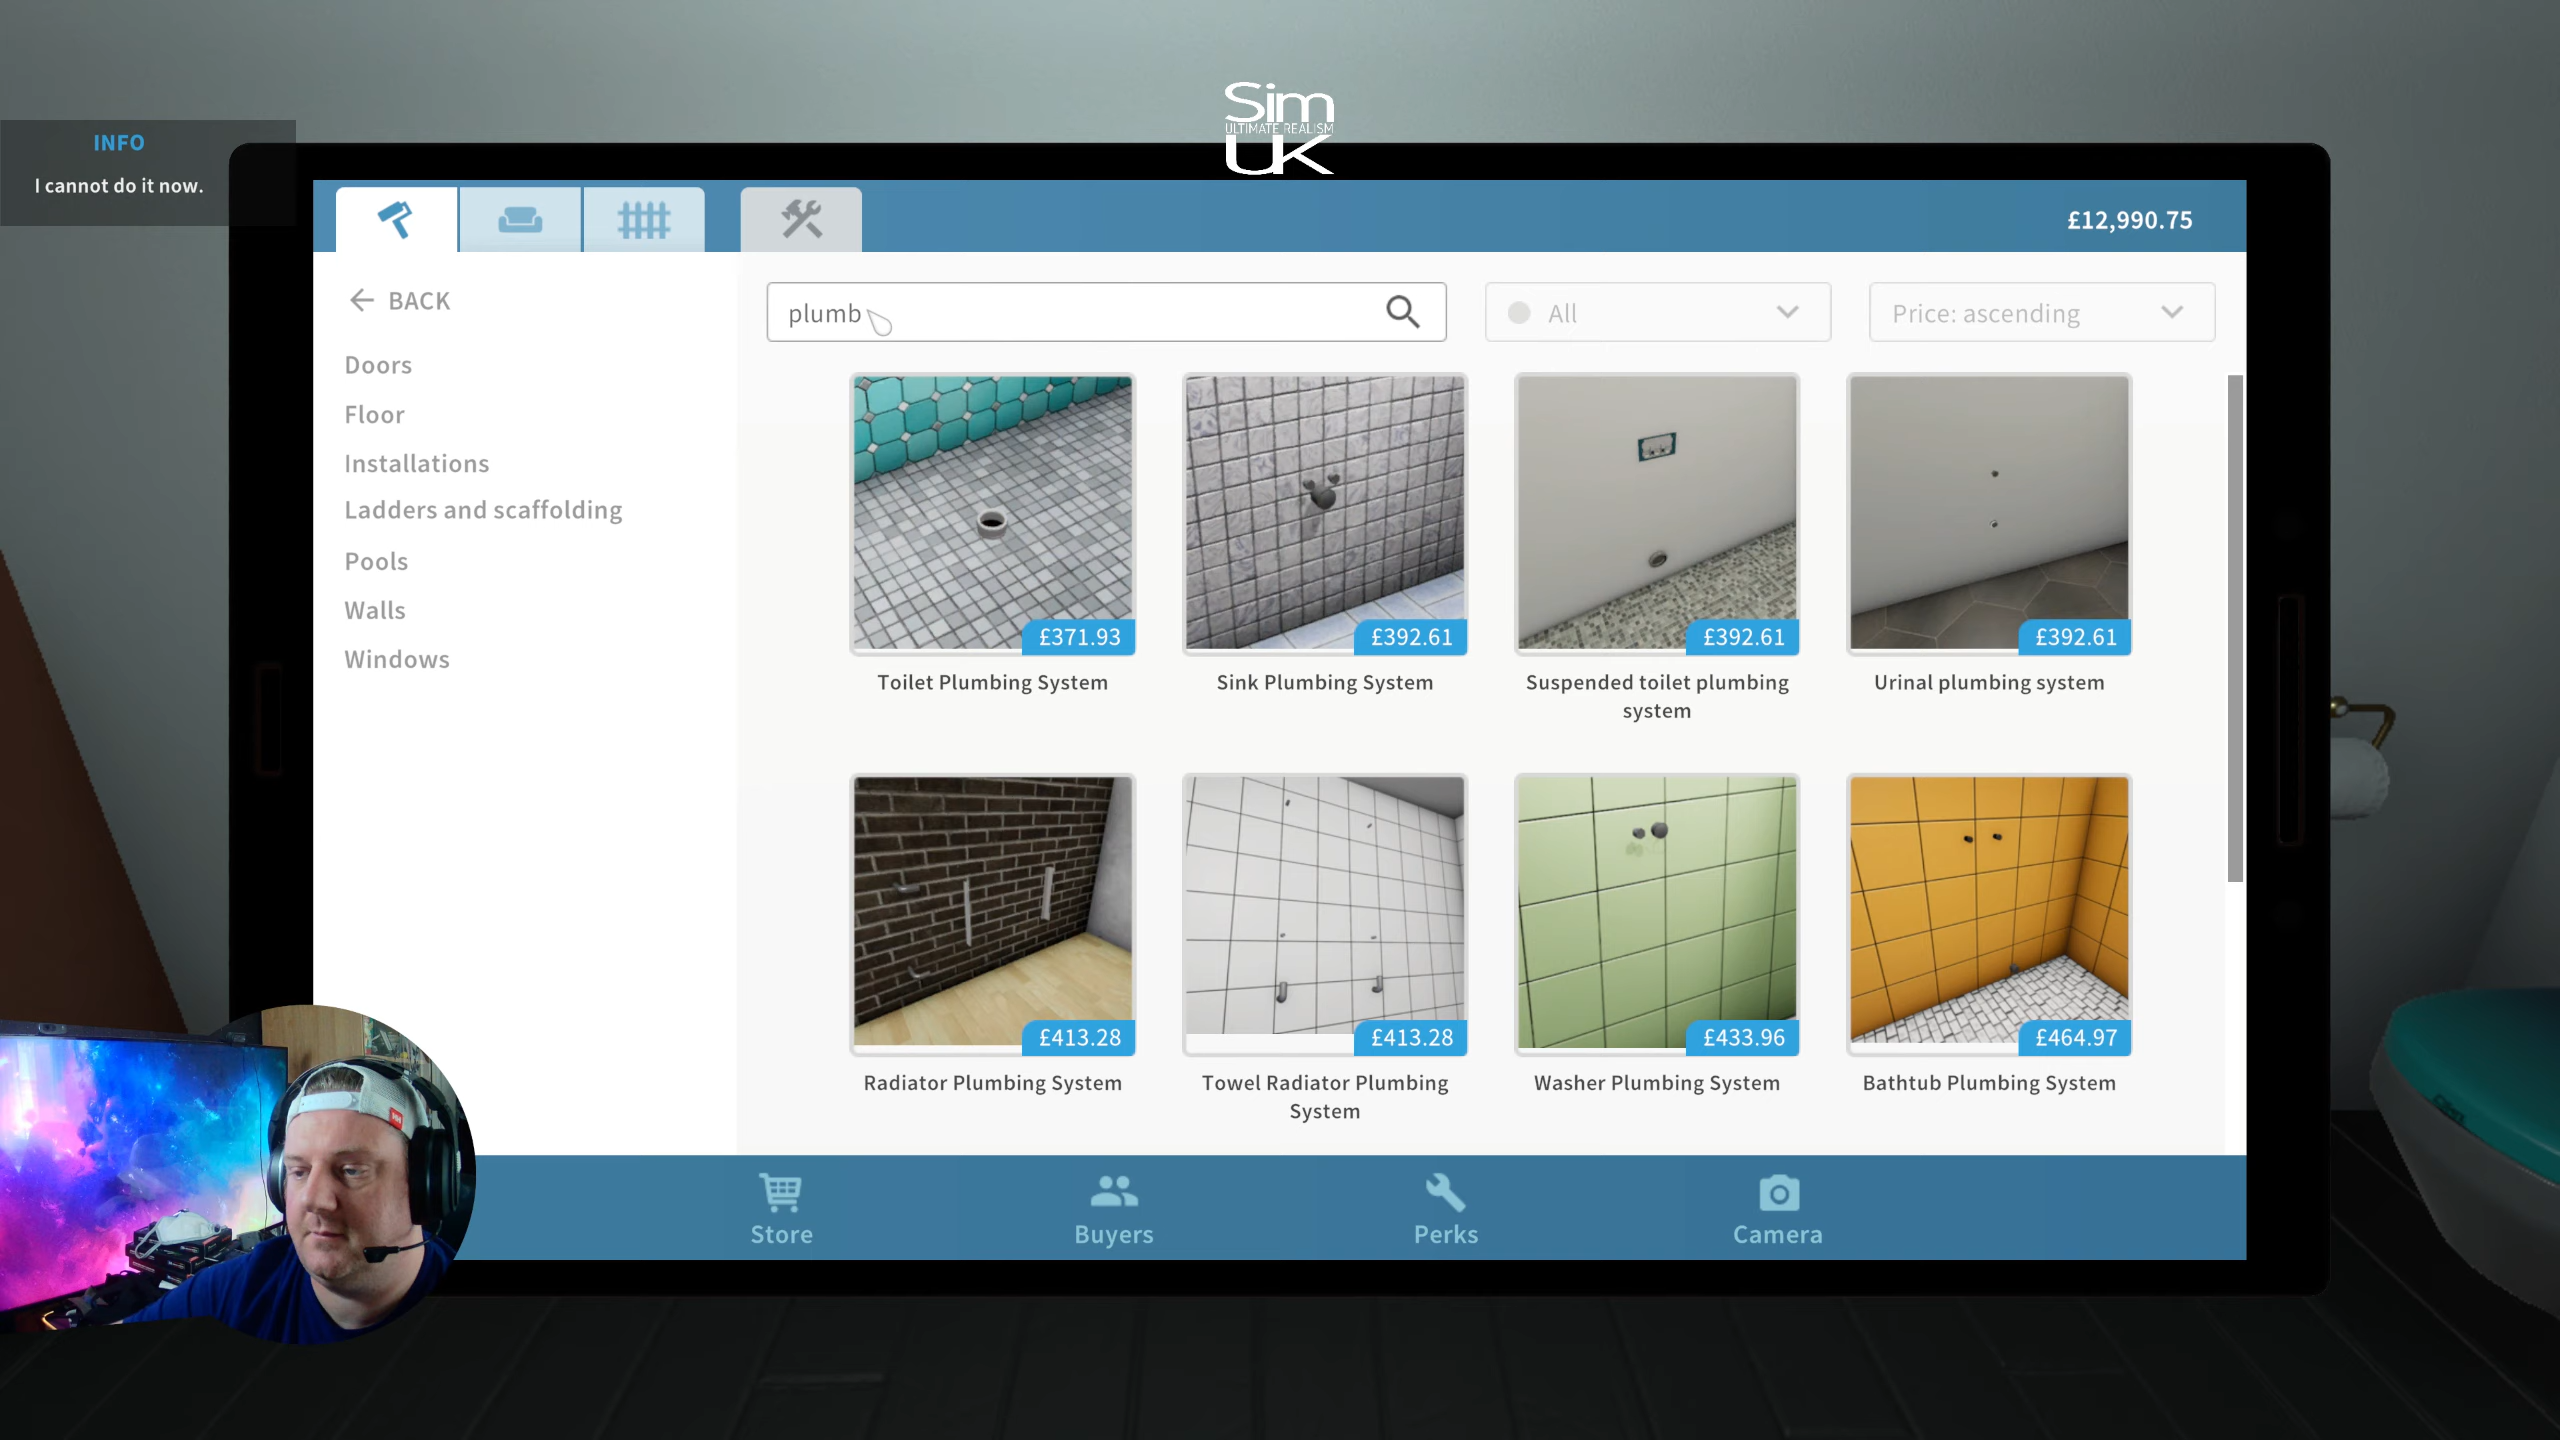 Sim
ULTIMATE REALISM
UK
INFO
I cannot do it now.
£12,990.75
BACK
plumb
All
Price: ascending
Doors
Floor
Installations
Ladders and scaffolding
Pools
Walls
Windows
£371.93
£392.61
£392.61
£392.61
Toilet Plumbing System
Sink Plumbing System
Suspended toilet plumbing
system
Urinal plumbing system
£413.28
£413.28
£433.96
£464.97
Radiator Plumbing System
Towel Radiator Plumbing
System
Washer Plumbing System
Bathtub Plumbing System
Store
Buyers
Perks
Camera